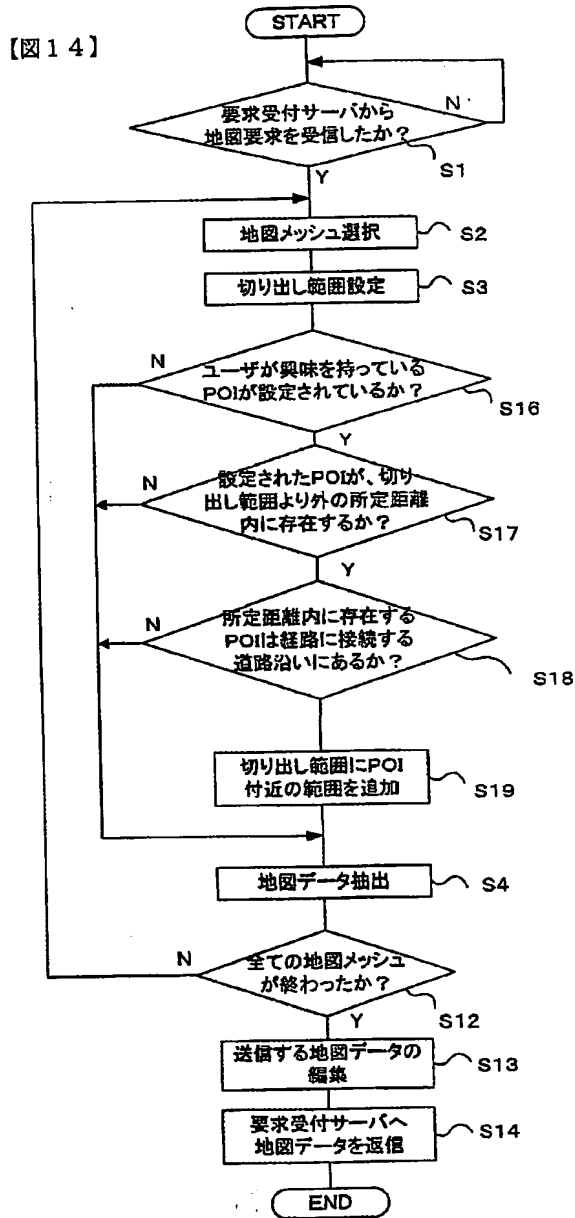 【図14】
START
要求受付サーバから
地図要求を受信したか?
N
S1
Y
地図メッシュ選択
S2
切り出し範囲設定
S3
N
ユーザが興味を持っている
POIが設定されているか?
S16
Y
N
設定されたPOIが、切り
出し範囲より外の所定距離
内に存在するか?
S17
Y
N
所定距離内に存在する
POIは経路に接続する
道路沿いにあるか?
S18
切り出し範囲にPOI
付近の範囲を追加
S19
地図データ抽出
S4
N
全ての地図メッシュ
が終わったか?
S12
Y
送信する地図データの
編集
S13
要求受付サーバへ
地図データを返信
S14
END